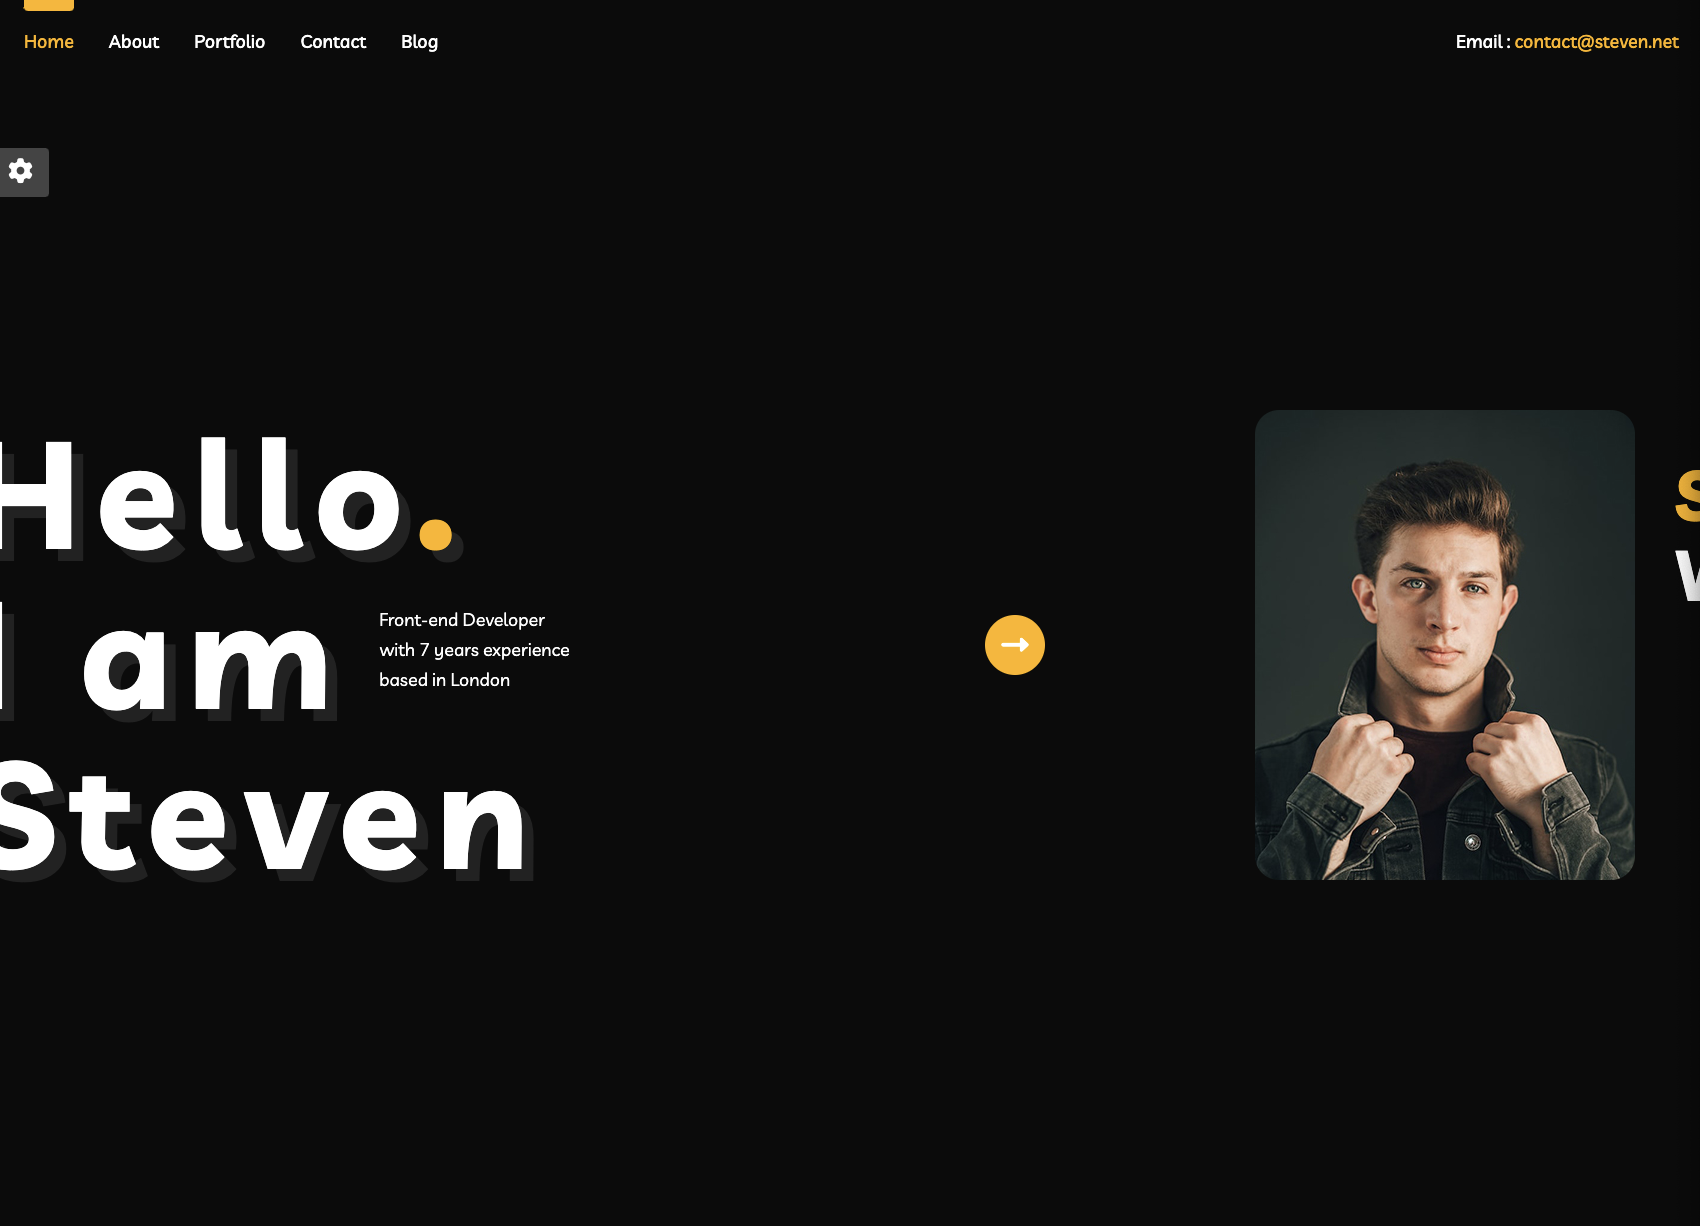 Home About Portfolio Contact Blog
Email : contact@steven.net
Hello.
I am
Front-end Developer
with 7 years experience
based in London
Steven
S